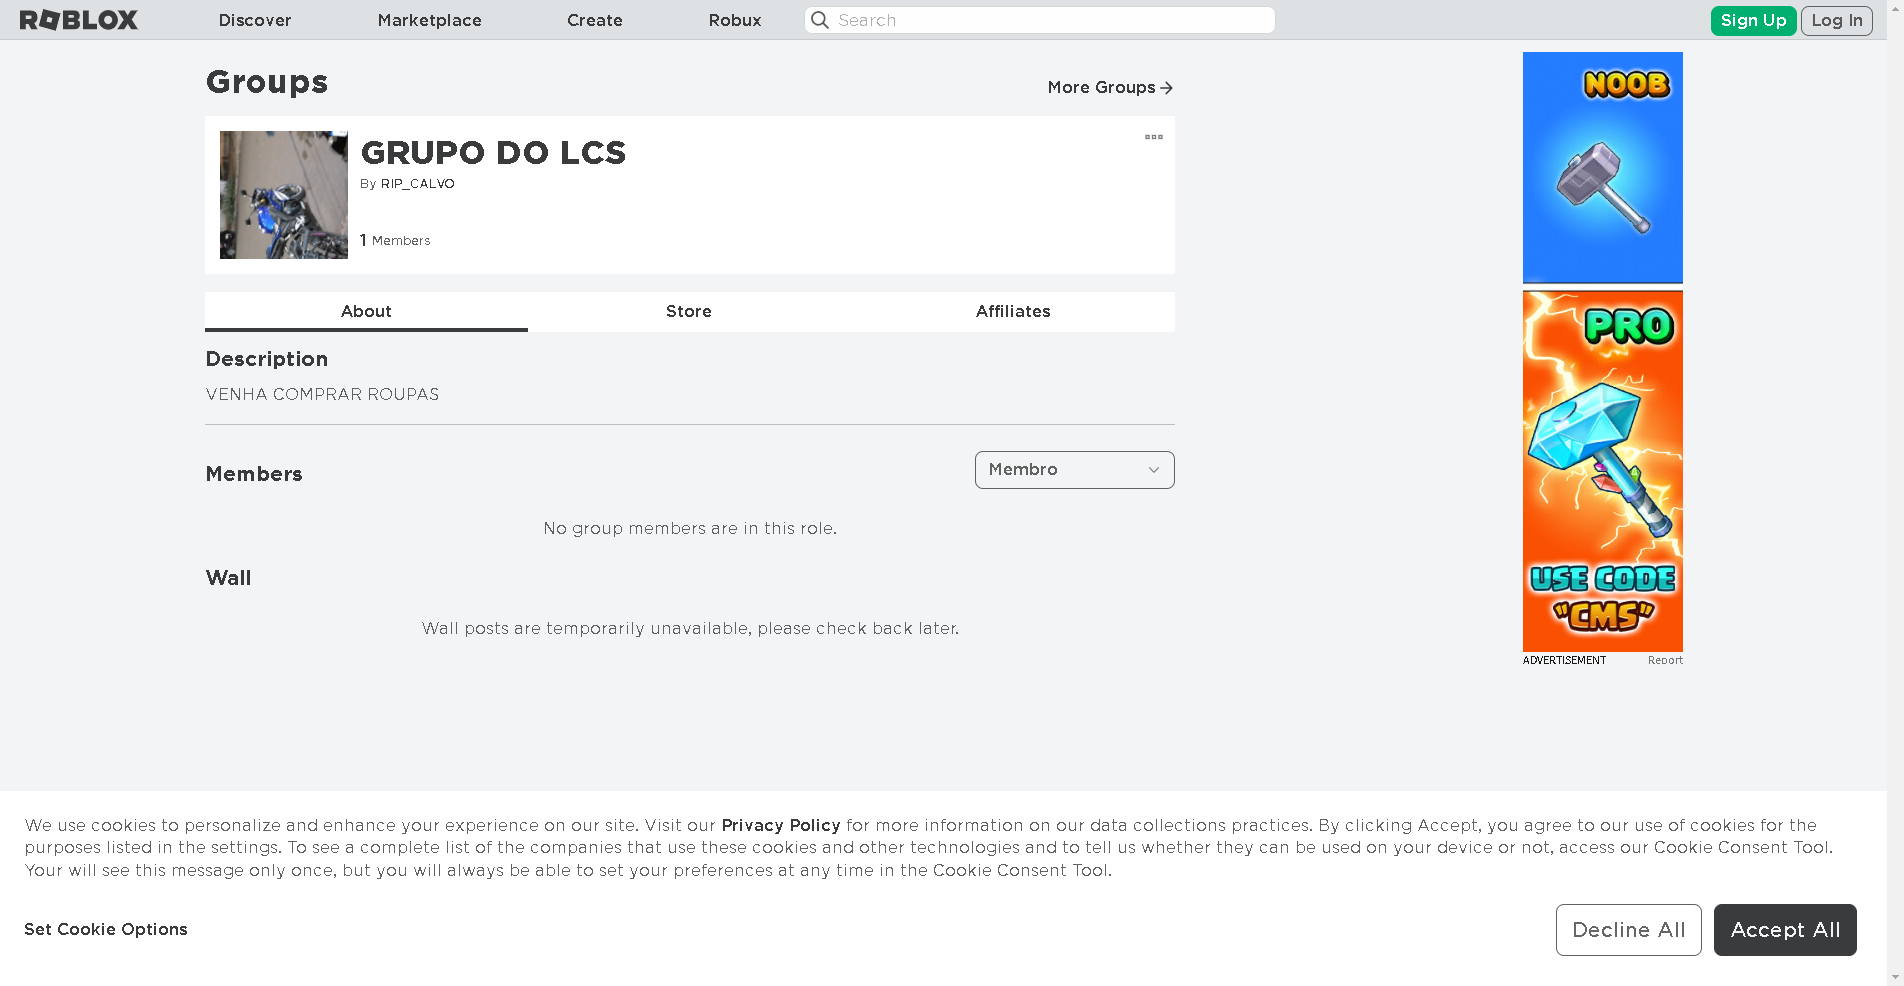 ROBLOX
Discover
Marketplace
Create
Robux
Search
Sign Up
Log In
Groups
More Groups
GRUPO DO LCS
By RIP_CALVO
1 Members
About
Store
Affiliates
Description
VENHA COMPRAR ROUPAS
Members
Membro
No group members are in this role.
Wall
Wall posts are temporarily unavailable, please check back later.
NOOB
PRO
USE CODE
"CMS"
ADVERTISEMENT
Report
We use cookies to personalize and enhance your experience on our site. Visit our Privacy Policy for more information on our data collections practices. By clicking Accept, you agree to our use of cookies for the
purposes listed in the settings. To see a complete list of the companies that use these cookies and other technologies and to tell us whether they can be used on your device or not, access our Cookie Consent Tool.
Your will see this message only once, but you will always be able to set your preferences at any time in the Cookie Consent Tool.
Set Cookie Options
Decline All
Accept All